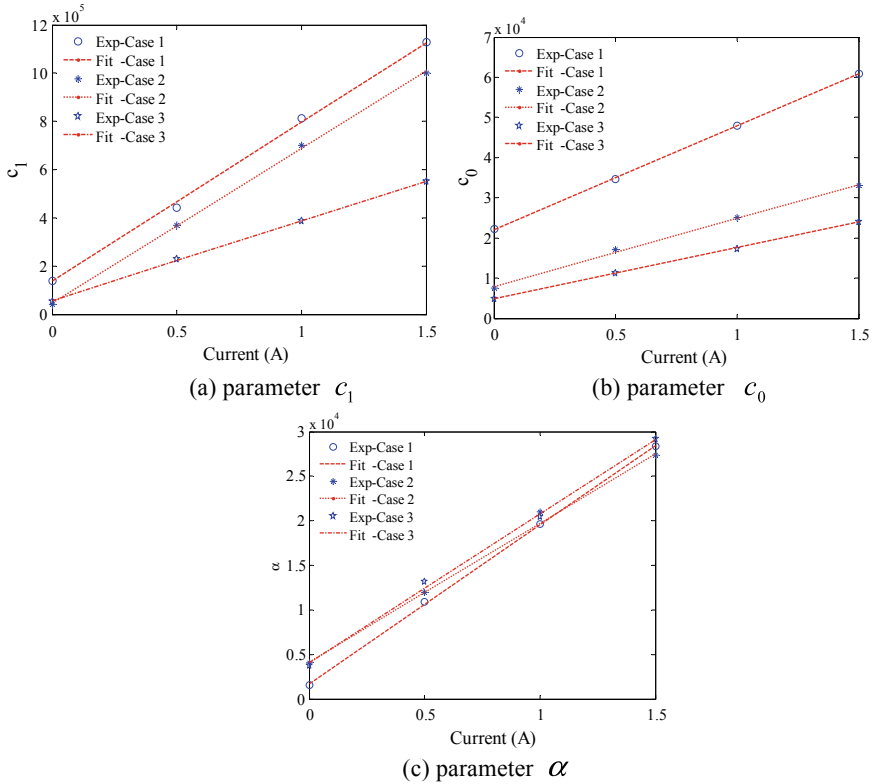 x 10^5
12
10
8
6
4
2
0
c_1
Exp-Case 1
Fit -Case 1
Exp-Case 2
Fit -Case 2
Exp-Case 3
Fit -Case 3
0 0.5 1 1.5
Current (A)
(a) parameter c_1
x 10^4
7
6
5
4
3
2
1
0
c_0
Exp-Case 1
Fit -Case 1
Exp-Case 2
Fit -Case 2
Exp-Case 3
Fit -Case 3
0 0.5 1 1.5
Current (A)
(b) parameter c_0
x 10^4
3
2.5
2
1.5
1
0.5
0
α
Exp-Case 1
Fit -Case 1
Exp-Case 2
Fit -Case 2
Exp-Case 3
Fit -Case 3
0 0.5 1 1.5
Current (A)
(c) parameter α